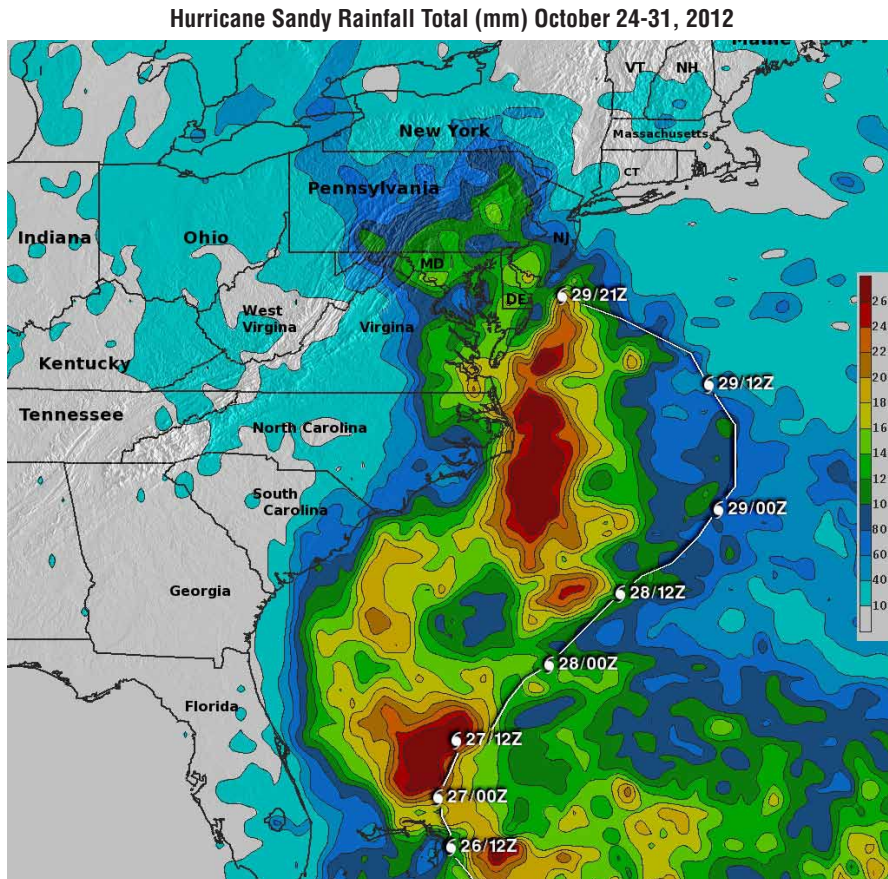 Hurricane Sandy Rainfall Total (mm) October 24-31, 2012
Maine
VT
NH
New York
Massachusetts
CT
Pennsylvania
Indiana
Ohio
NJ
MD
DE
29/21Z
West
Virgina
Virgina
Kentucky
29/12Z
Tennessee
North Carolina
South
Carolina
29/00Z
Georgia
28/12Z
28/00Z
Florida
27/12Z
27/00Z
26/12Z
26
24
22
20
18
16
14
12
10
80
60
40
10